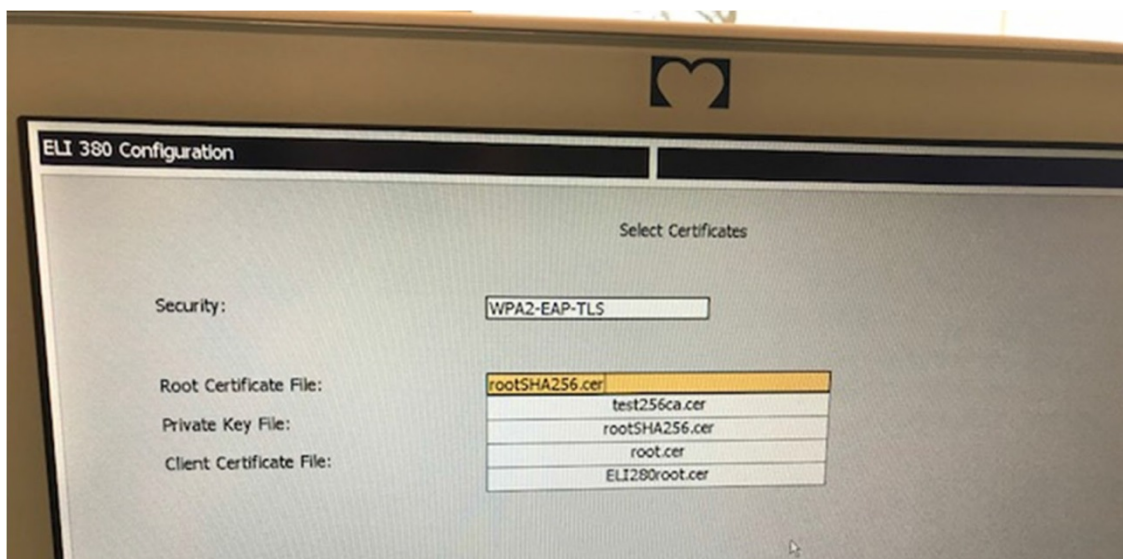 ELI 380 Configuration
Select Certificates
Security: WPA2-EAP-TLS
Root Certificate File: rootSHA256.cer
test256ca.cer
Private Key File: rootSHA256.cer
root.cer
Client Certificate File:
ELI280root.cer